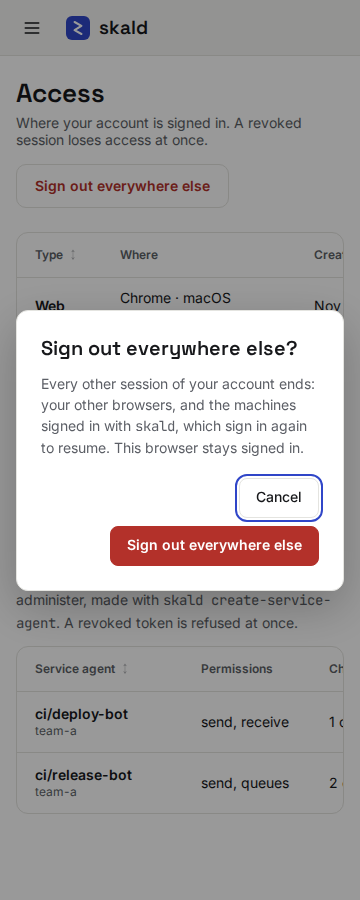 skald
Access
Where your account is signed in. A revoked
session loses access at once.
Sign out everywhere else
Type Where
Chrome · macOS
Web Nov
Sign out everywhere else?
Every other session of your account ends:
your other browsers, and the machines
signed in with skald, which sign in again
to resume. This browser stays signed in.
Cancel
Sign out everywhere else
administer, made with skald create-service-
agent. A revoked token is refused at once.
Service agent Permissions
ci/deploy-bot
team-a
send, receive
ci/release-bot
team-a
send, queues